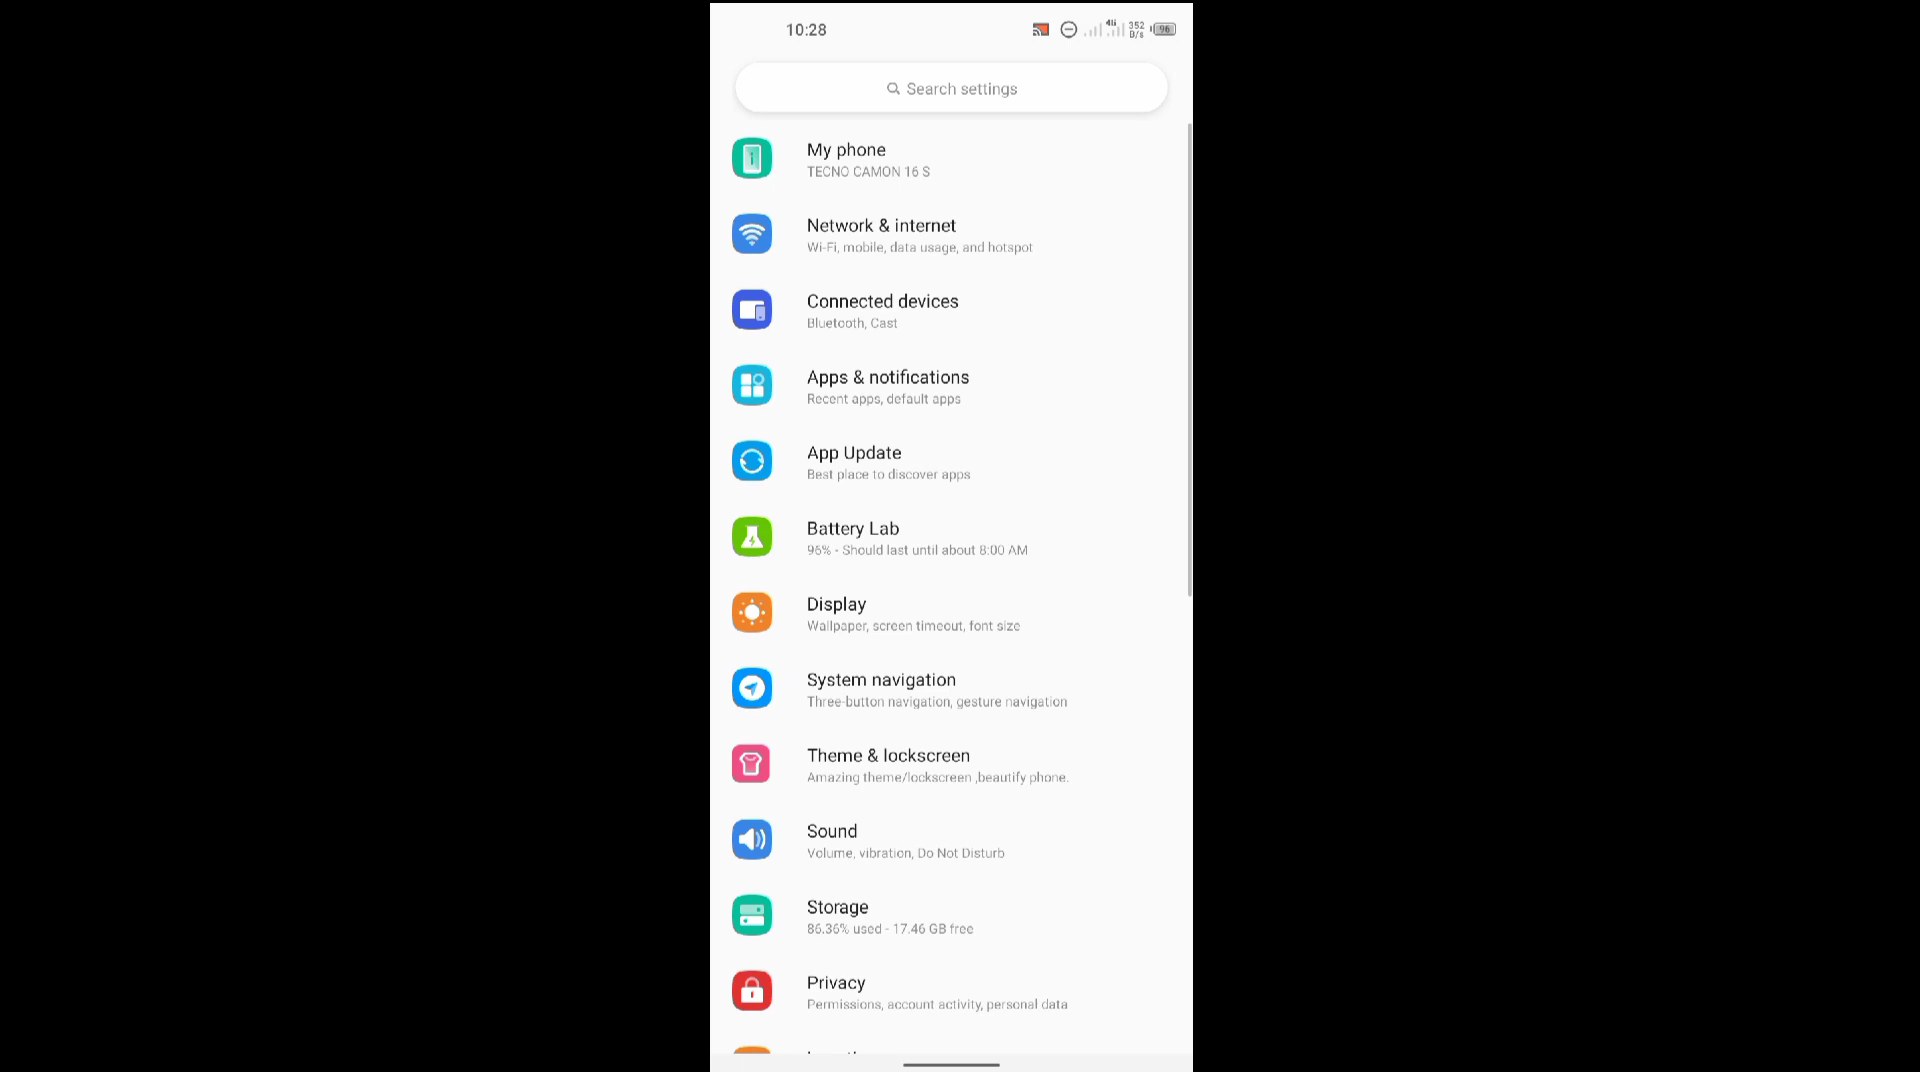 10:28
4G 352 B/s 96
Search settings
My phone
TECNO CAMON 16 S
Network & internet
Wi-Fi, mobile, data usage, and hotspot
Connected devices
Bluetooth, Cast
Apps & notifications
Recent apps, default apps
App Update
Best place to discover apps
Battery Lab
96% - Should last until about 8:00 AM
Display
Wallpaper, screen timeout, font size
System navigation
Three-button navigation, gesture navigation
Theme & lockscreen
Amazing theme/lockscreen ,beautify phone.
Sound
Volume, vibration, Do Not Disturb
Storage
86.36% used - 17.46 GB free
Privacy
Permissions, account activity, personal data